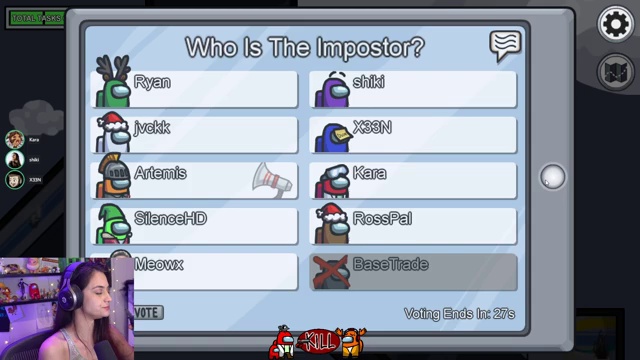 TOTAL TASKS
Who Is The Impostor?
Ryan
shiki
jvckk
X33N
Artemis
Kara
SilenceHD
RossPal
Meowx
BaseTrade
Kara
shiki
X33N
VOTE
Voting Ends In: 27s
KILL